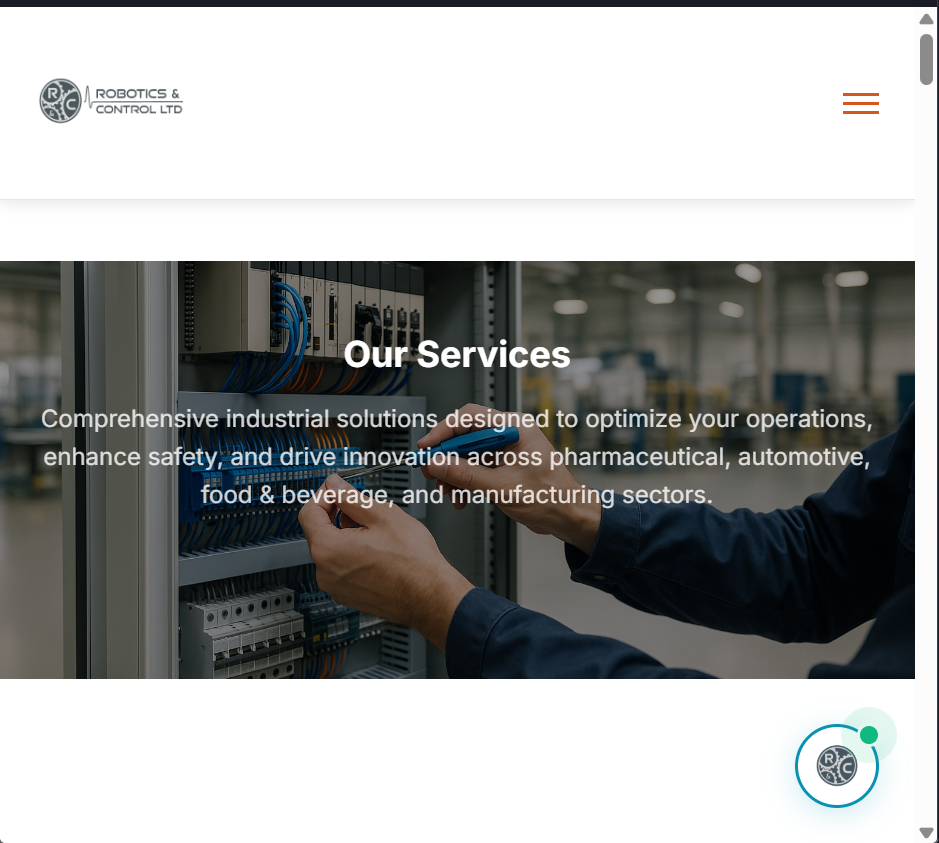 ROBOTICS &
CONTROL LTD
Our Services
Comprehensive industrial solutions designed to optimize your operations,
enhance safety, and drive innovation across pharmaceutical, automotive,
food & beverage, and manufacturing sectors.